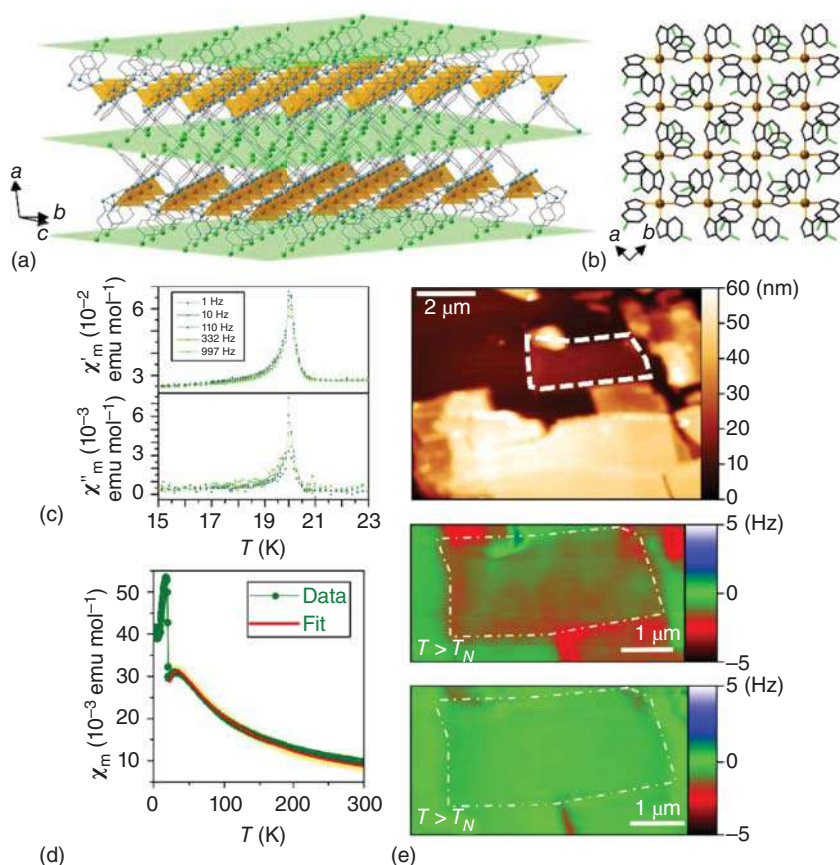 a
b
c
(a)
a
b
(b)
χ′m (10−2
emu mol−1)
6
3
1 Hz
10 Hz
110 Hz
332 Hz
997 Hz
χ″m (10−3
emu mol−1)
6
3
0
15 17 19 21 23
T (K)
(c)
χm (10−3 emu mol−1)
50
40
30
20
10
Data
Fit
0 100 200 300
T (K)
(d)
2 μm
60 (nm)
50
40
30
20
10
0
5 (Hz)
0
−5
T > TN
1 μm
5 (Hz)
0
−5
T > TN
1 μm
(e)